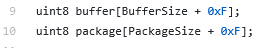 9 uint8 buffer[BufferSize + 0xF];
10 uint8 package[PackageSize + 0xF];